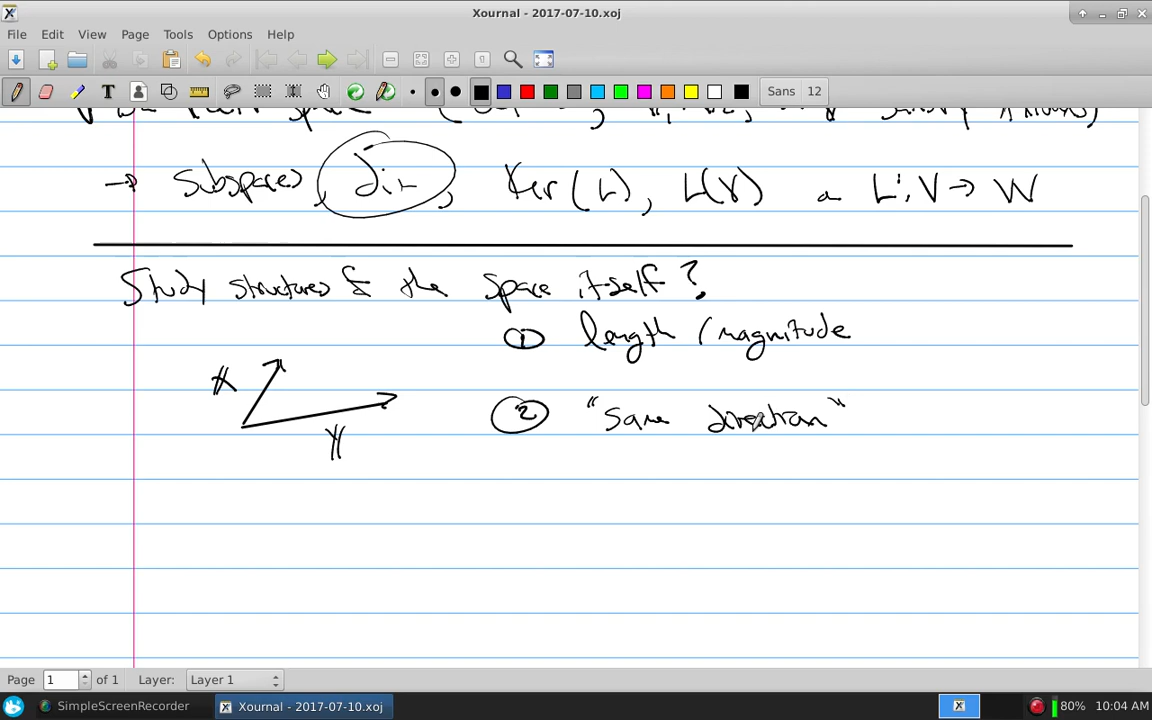 Xournal - 2017-07-10.xoj
File Edit View Page Tools Options Help
Sans 12
→ Subspaces, dim, Ker(L), L(V) L: V → W
Study structures of the space itself?
① length / magnitude
X
② "Same direction"
Y
Page 1 of 1 Layer: Layer 1
SimpleScreenRecorder Xournal - 2017-07-10.xoj 80% 10:04 AM